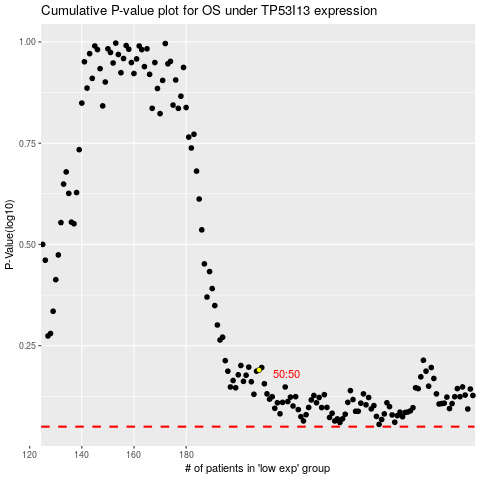 Cumulative P-value plot for OS under TP53I13 expression
1.00
0.75
0.50
0.25
P-Value(log10)
50:50
120 140 160 180
# of patients in 'low exp' group